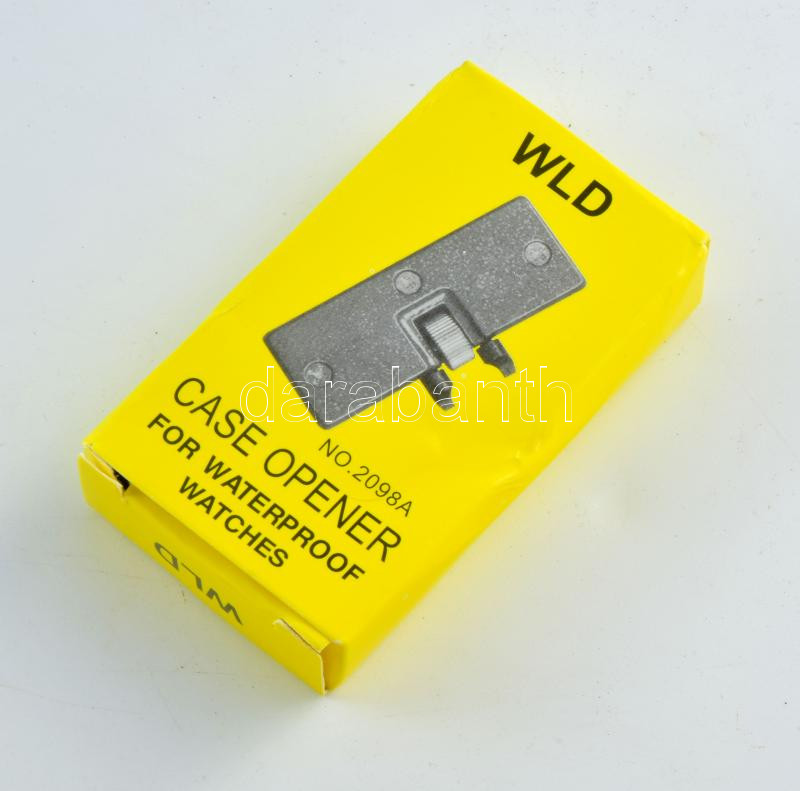 WLD
darabanth
NO.2098A
CASE OPENER
FOR WATERPROOF
WATCHES
WLD